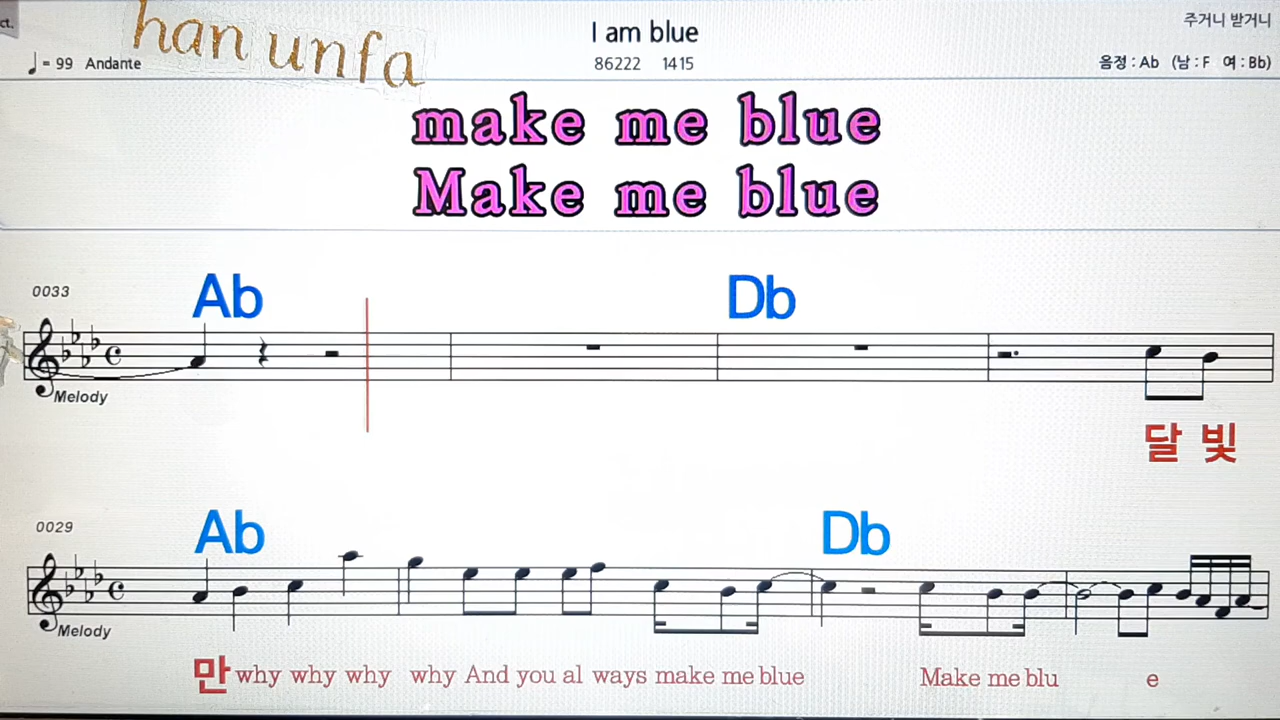 ct.
han unfa
I am blue
주거니 받거니
♩= 99 Andante
86222 1415
음정 : Ab (남 : F 여 : Bb)
make me blue
Make me blue
0033
Ab Db
Melody
달 빛
0029
Ab Db
Melody
만 why why why why And you al ways make me blue Make me blu e